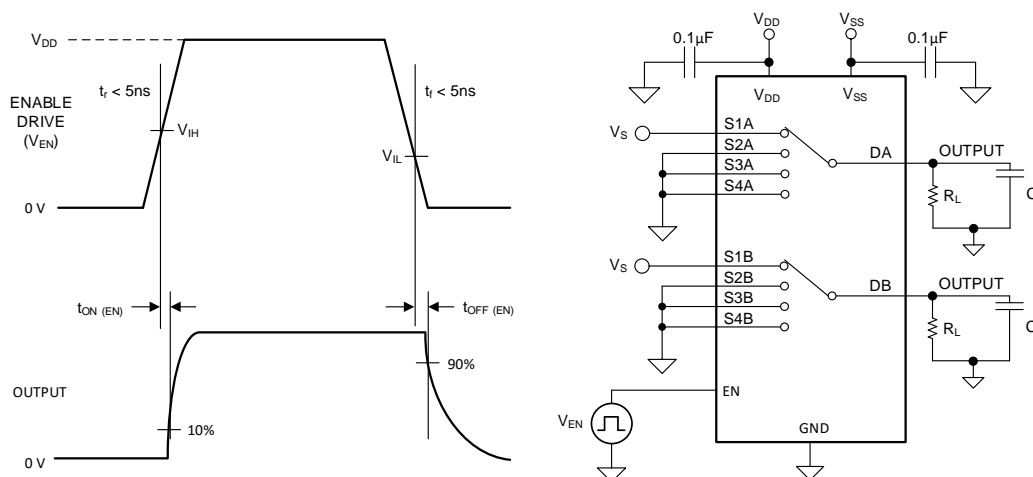 V_DD
t_r < 5ns
t_f < 5ns
ENABLE
DRIVE
(V_EN)
V_IH
V_IL
0 V
t_ON (EN)
t_OFF (EN)
90%
OUTPUT
10%
0 V
V_DD
V_SS
0.1µF
0.1µF
V_DD
V_SS
V_S
S1A
S2A
S3A
S4A
DA
OUTPUT
R_L
C
V_S
S1B
S2B
S3B
S4B
DB
OUTPUT
R_L
C
EN
V_EN
GND